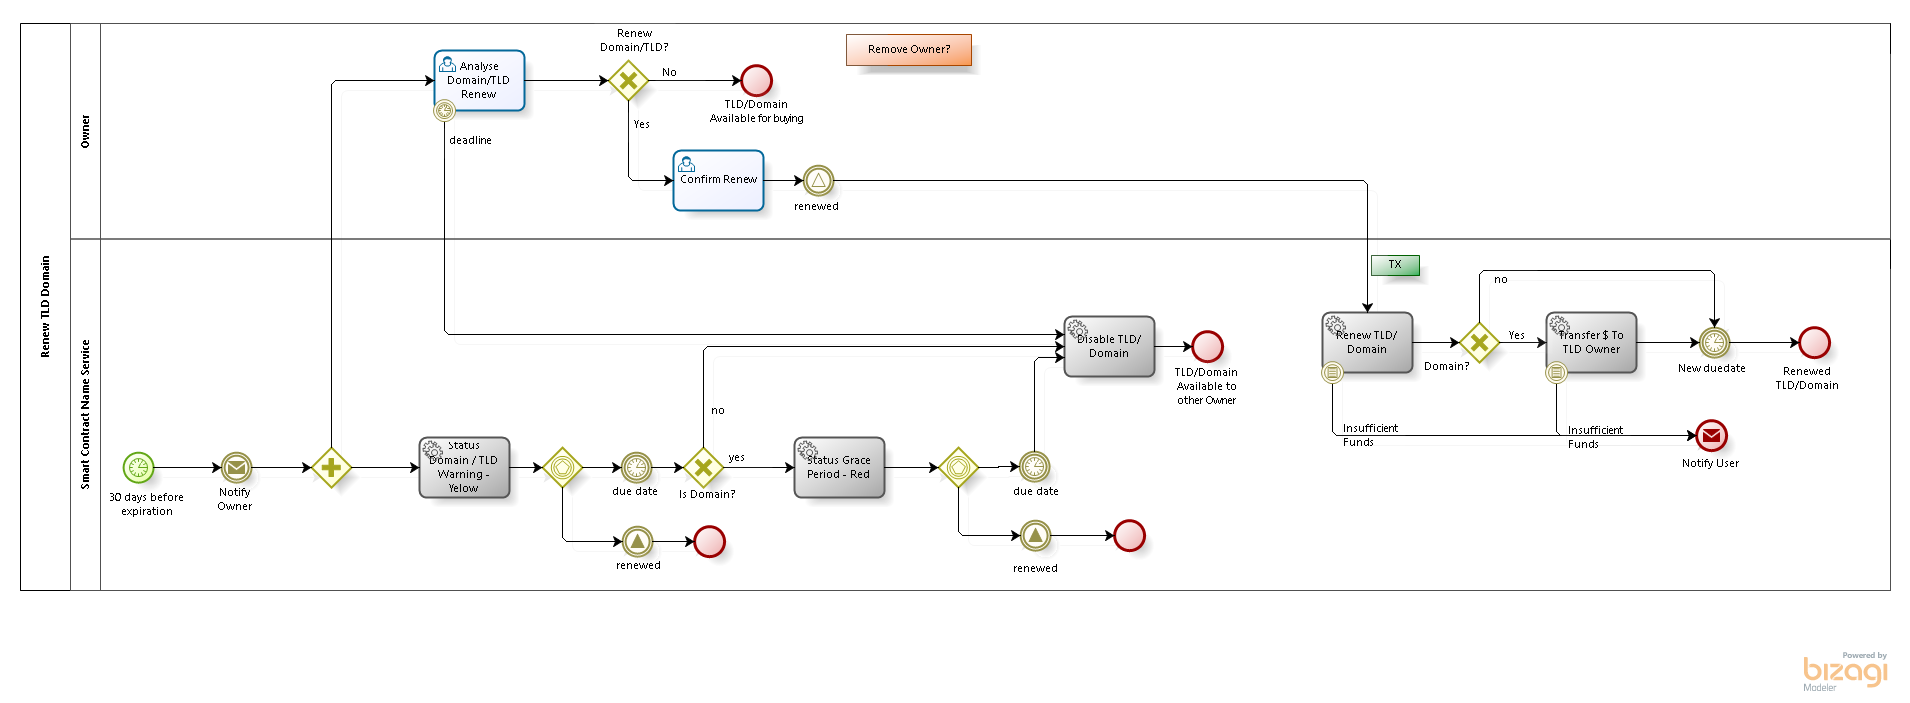 Renew TLD Domain
Owner
Smart Contract Name Service
Renew
Domain/TLD?
Remove Owner?
Analyse
Domain/TLD
Renew
No
TLD/Domain
Available for buying
Yes
deadline
Confirm Renew
renewed
TX
no
Disable TLD/
Domain
TLD/Domain
Available to
other Owner
Renew TLD/
Domain
Domain?
Yes
Transfer $ To
TLD Owner
New duedate
Renewed
TLD/Domain
Insufficient
Funds
Insufficient
Funds
Notify User
30 days before
expiration
Notify
Owner
Status
Domain / TLD
Warning -
Yelow
due date
no
Is Domain?
yes
Status Grace
Period - Red
due date
renewed
renewed
Powered by
bizagi
Modeler